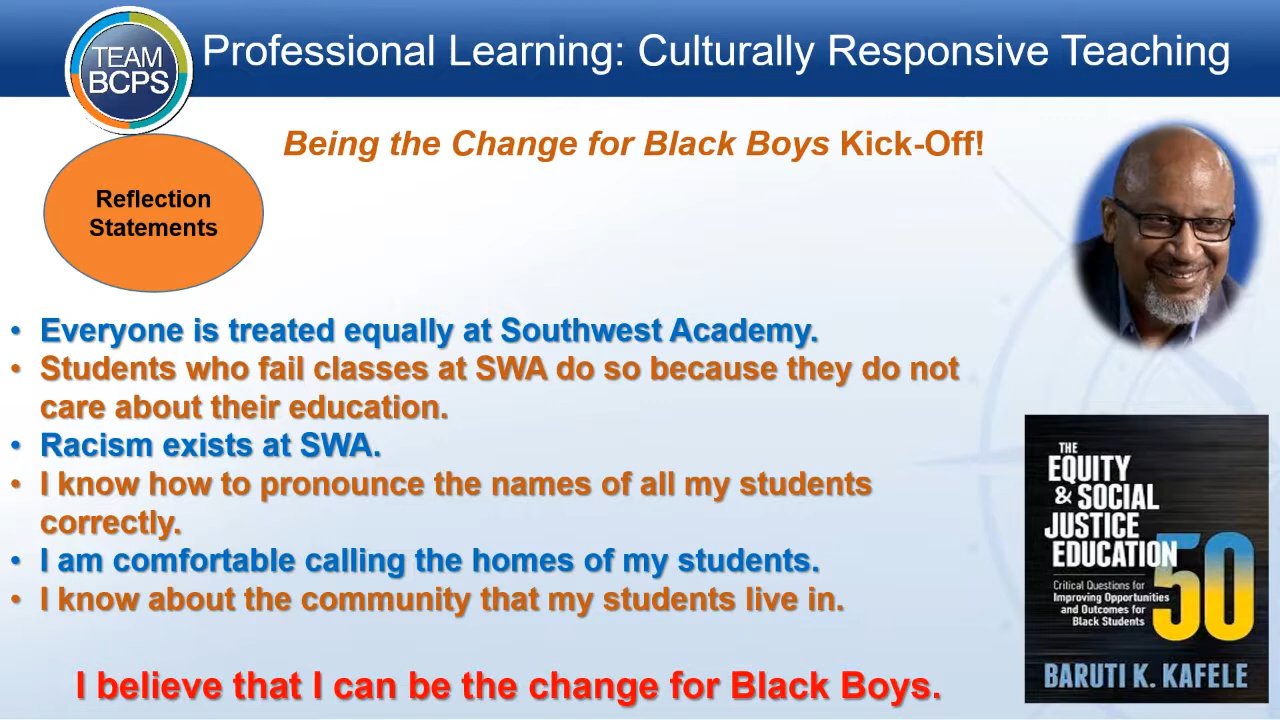 TEAM
BCPS
Professional Learning: Culturally Responsive Teaching
Being the Change for Black Boys Kick-Off!
Reflection
Statements
• Everyone is treated equally at Southwest Academy.
• Students who fail classes at SWA do so because they do not
care about their education.
• Racism exists at SWA.
• I know how to pronounce the names of all my students
correctly.
• I am comfortable calling the homes of my students.
• I know about the community that my students live in.
I believe that I can be the change for Black Boys.
THE
EQUITY
& SOCIAL
JUSTICE
EDUCATION
50
Critical Questions for
Improving Opportunities
and Outcomes for
Black Students
BARUTI K. KAFELE